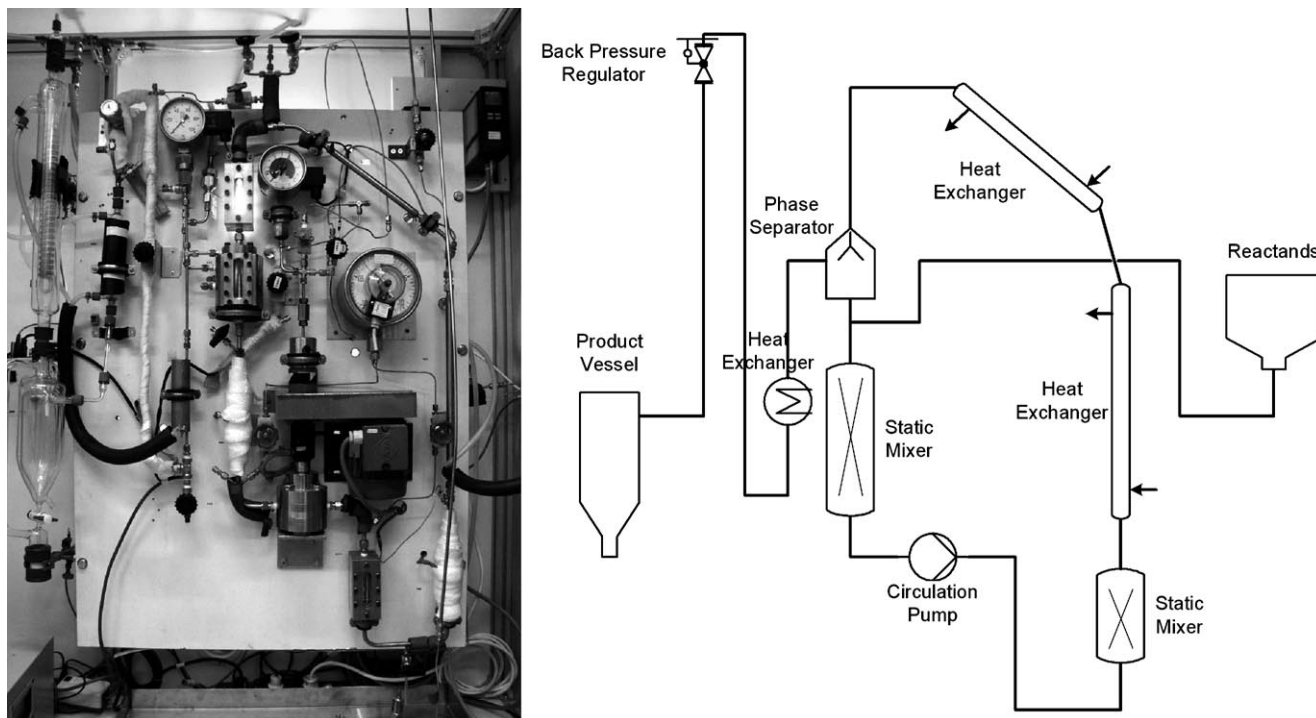 Back Pressure
Regulator
Heat
Exchanger
Phase
Separator
Reactands
Product
Vessel
Heat
Exchanger
Heat
Exchanger
Static
Mixer
Circulation
Pump
Static
Mixer